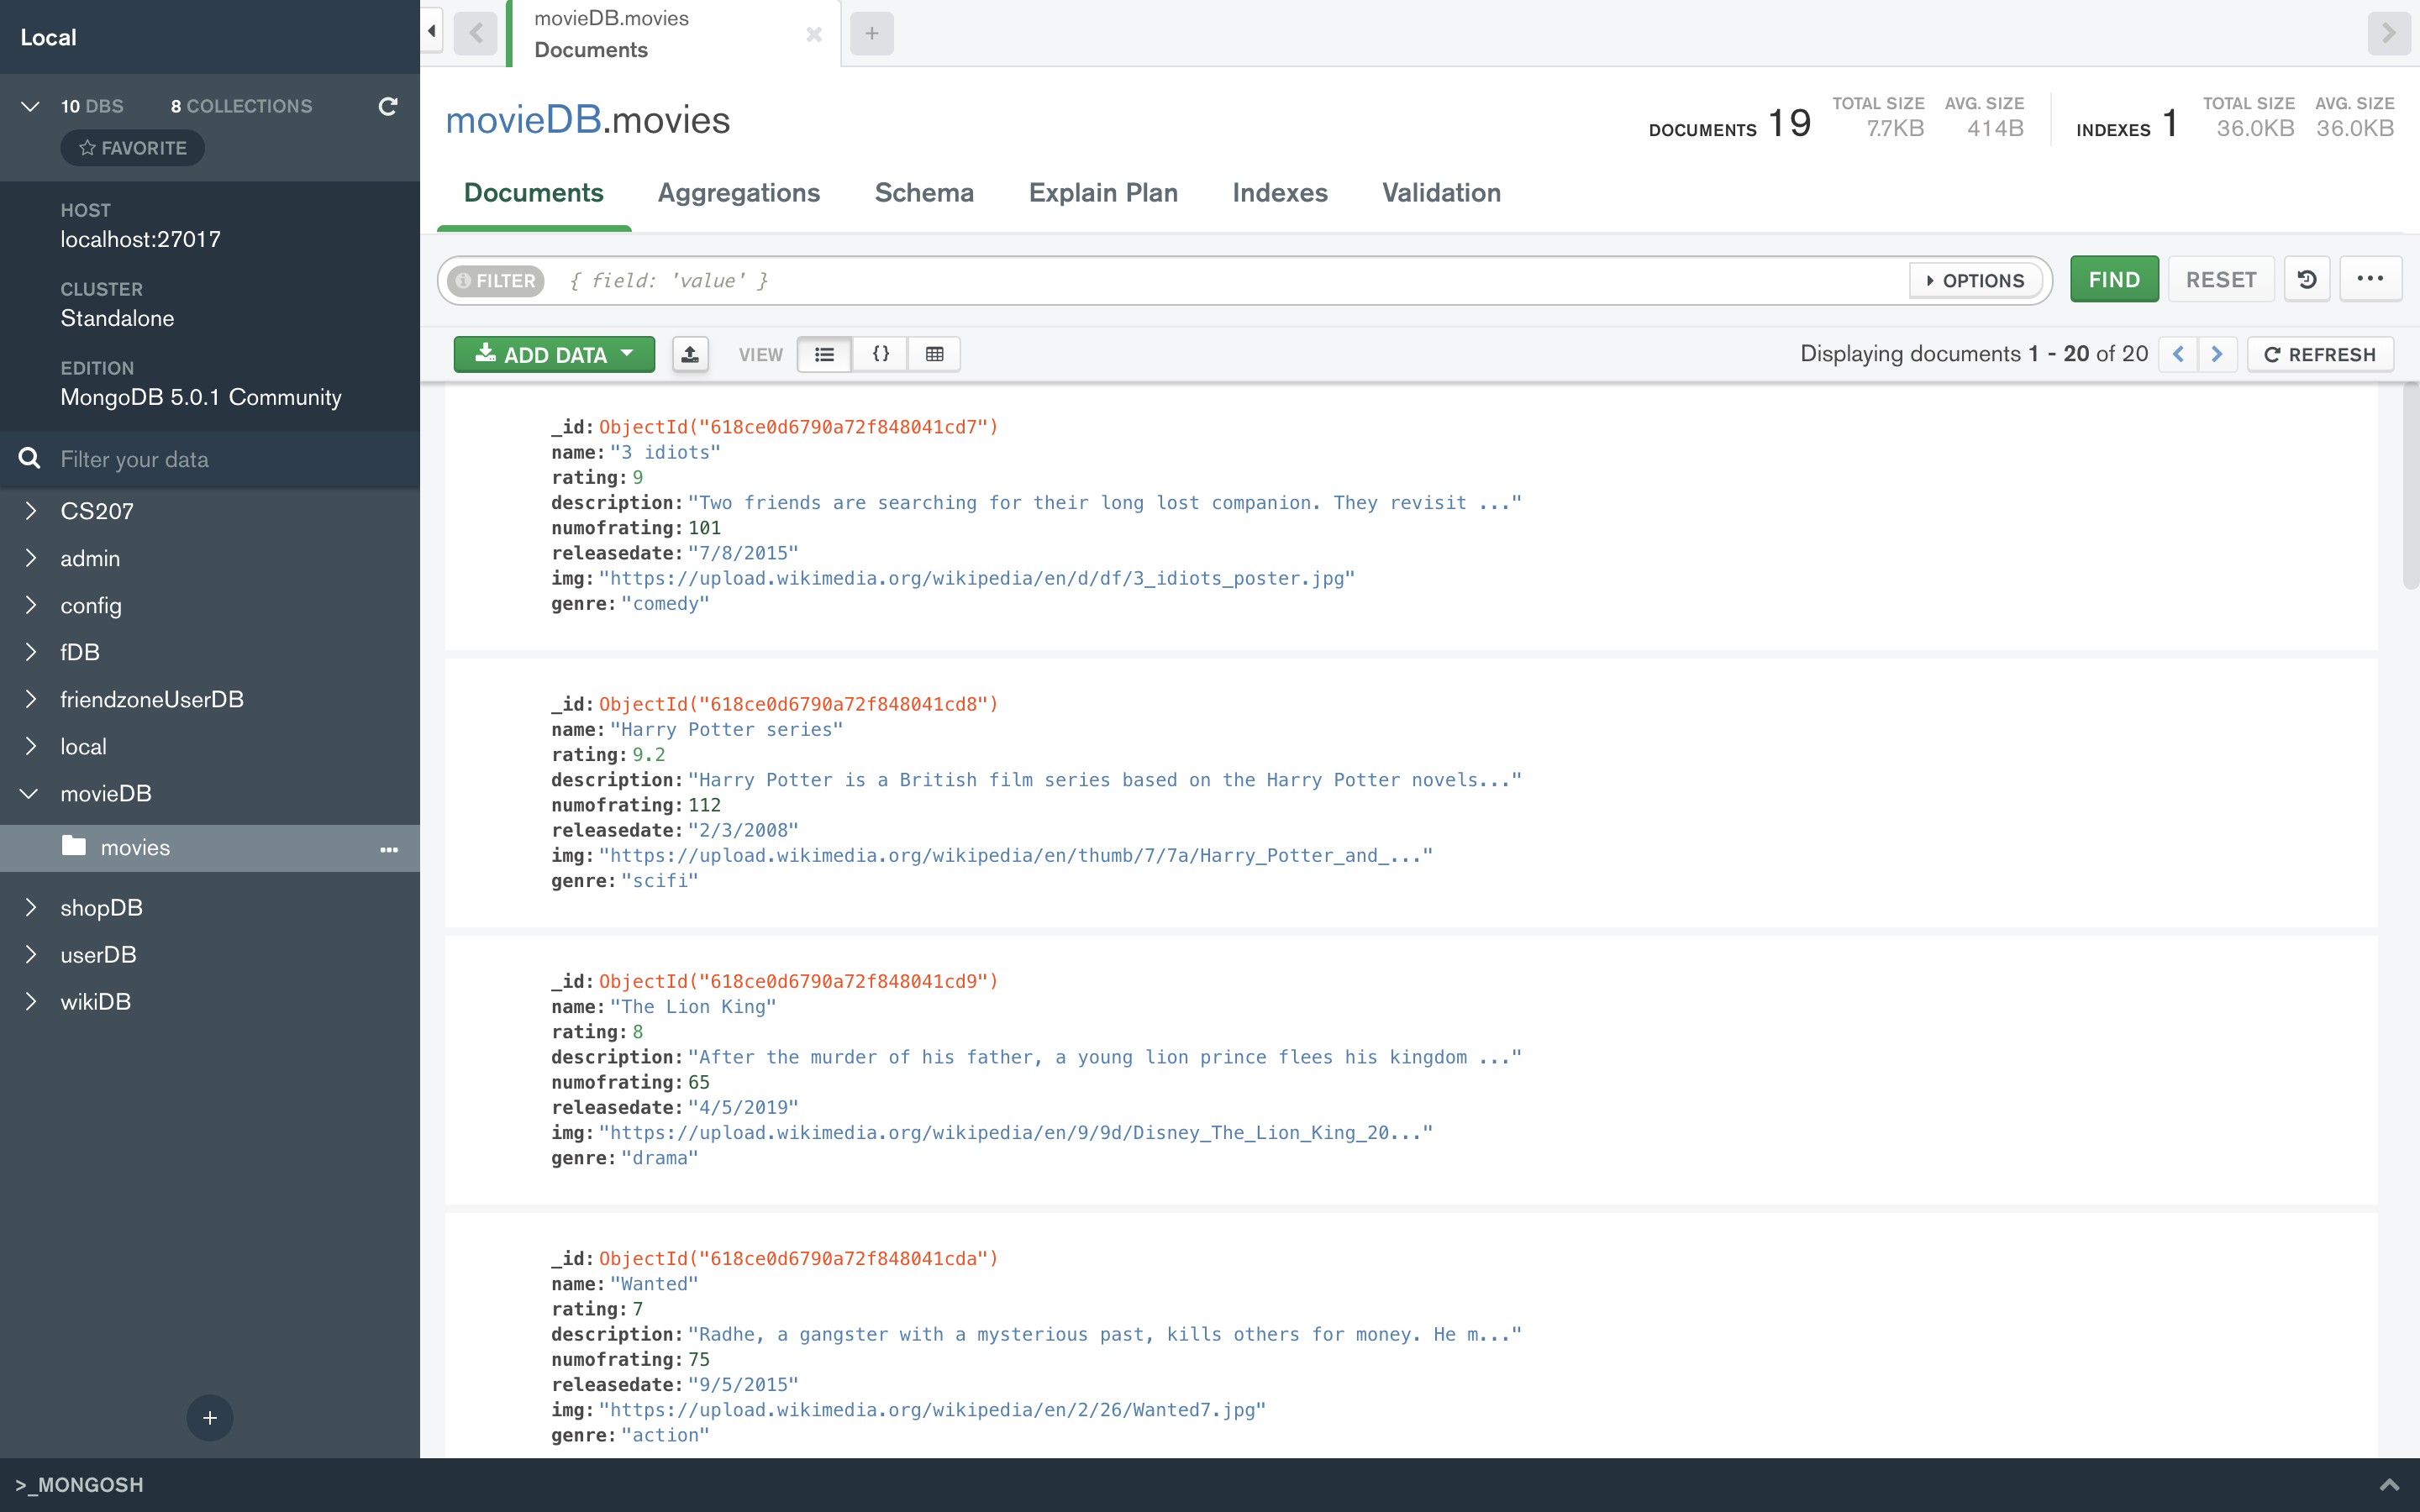 Local
10 DBS 8 COLLECTIONS
FAVORITE
HOST
localhost:27017
CLUSTER
Standalone
EDITION
MongoDB 5.0.1 Community
Filter your data
CS207
admin
config
fDB
friendzoneUserDB
local
movieDB
movies
shopDB
userDB
wikiDB
>_MONGOSH
movieDB.movies
Documents
movieDB.movies
DOCUMENTS 19 TOTAL SIZE 7.7KB AVG. SIZE 414B INDEXES 1 TOTAL SIZE 36.0KB AVG. SIZE 36.0KB
Documents Aggregations Schema Explain Plan Indexes Validation
FILTER { field: 'value' } OPTIONS FIND RESET
ADD DATA VIEW {} Displaying documents 1 - 20 of 20 REFRESH
_id: ObjectId("618ce0d6790a72f848041cd7")
name: "3 idiots"
rating: 9
description: "Two friends are searching for their long lost companion. They revisit ..."
numofrating: 101
releasedate: "7/8/2015"
img: "https://upload.wikimedia.org/wikipedia/en/d/df/3_idiots_poster.jpg"
genre: "comedy"
_id: ObjectId("618ce0d6790a72f848041cd8")
name: "Harry Potter series"
rating: 9.2
description: "Harry Potter is a British film series based on the Harry Potter novels..."
numofrating: 112
releasedate: "2/3/2008"
img: "https://upload.wikimedia.org/wikipedia/en/thumb/7/7a/Harry_Potter_and_..."
genre: "scifi"
_id: ObjectId("618ce0d6790a72f848041cd9")
name: "The Lion King"
rating: 8
description: "After the murder of his father, a young lion prince flees his kingdom ..."
numofrating: 65
releasedate: "4/5/2019"
img: "https://upload.wikimedia.org/wikipedia/en/9/9d/Disney_The_Lion_King_20..."
genre: "drama"
_id: ObjectId("618ce0d6790a72f848041cda")
name: "Wanted"
rating: 7
description: "Radhe, a gangster with a mysterious past, kills others for money. He m..."
numofrating: 75
releasedate: "9/5/2015"
img: "https://upload.wikimedia.org/wikipedia/en/2/26/Wanted7.jpg"
genre: "action"